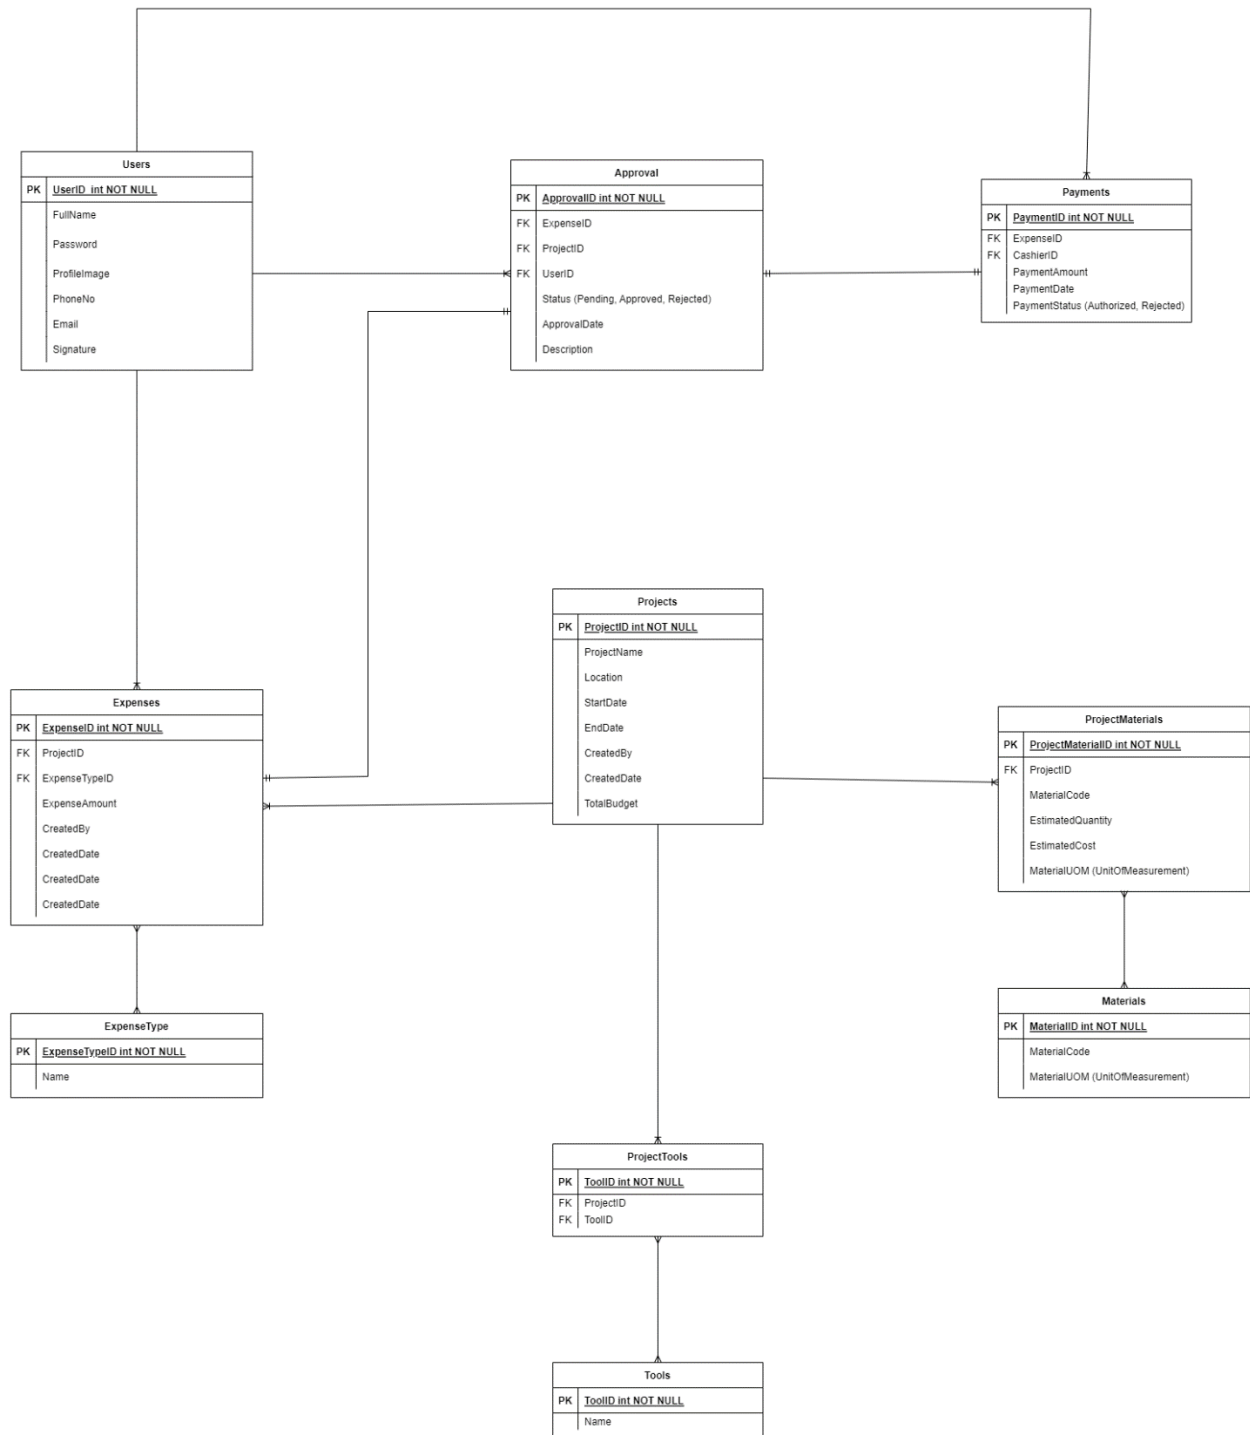 Users
PK UserID int NOT NULL
FullName
Password
ProfileImage
PhoneNo
Email
Signature
Approval
PK ApprovalID int NOT NULL
FK ExpenseID
FK ProjectID
FK UserID
Status (Pending, Approved, Rejected)
ApprovalDate
Description
Payments
PK PaymentID int NOT NULL
FK ExpenseID
FK CashierID
PaymentAmount
PaymentDate
PaymentStatus (Authorized, Rejected)
Projects
PK ProjectID int NOT NULL
ProjectName
Location
StartDate
EndDate
CreatedBy
CreatedDate
TotalBudget
Expenses
PK ExpenseID int NOT NULL
FK ProjectID
FK ExpenseTypeID
ExpenseAmount
CreatedBy
CreatedDate
CreatedDate
CreatedDate
ProjectMaterials
PK ProjectMaterialID int NOT NULL
FK ProjectID
MaterialCode
EstimatedQuantity
EstimatedCost
MaterialUOM (UnitOfMeasurement)
ExpenseType
PK ExpenseTypeID int NOT NULL
Name
Materials
PK MaterialID int NOT NULL
MaterialCode
MaterialUOM (UnitOfMeasurement)
ProjectTools
PK ToolID int NOT NULL
FK ProjectID
FK ToolID
Tools
PK ToolID int NOT NULL
Name